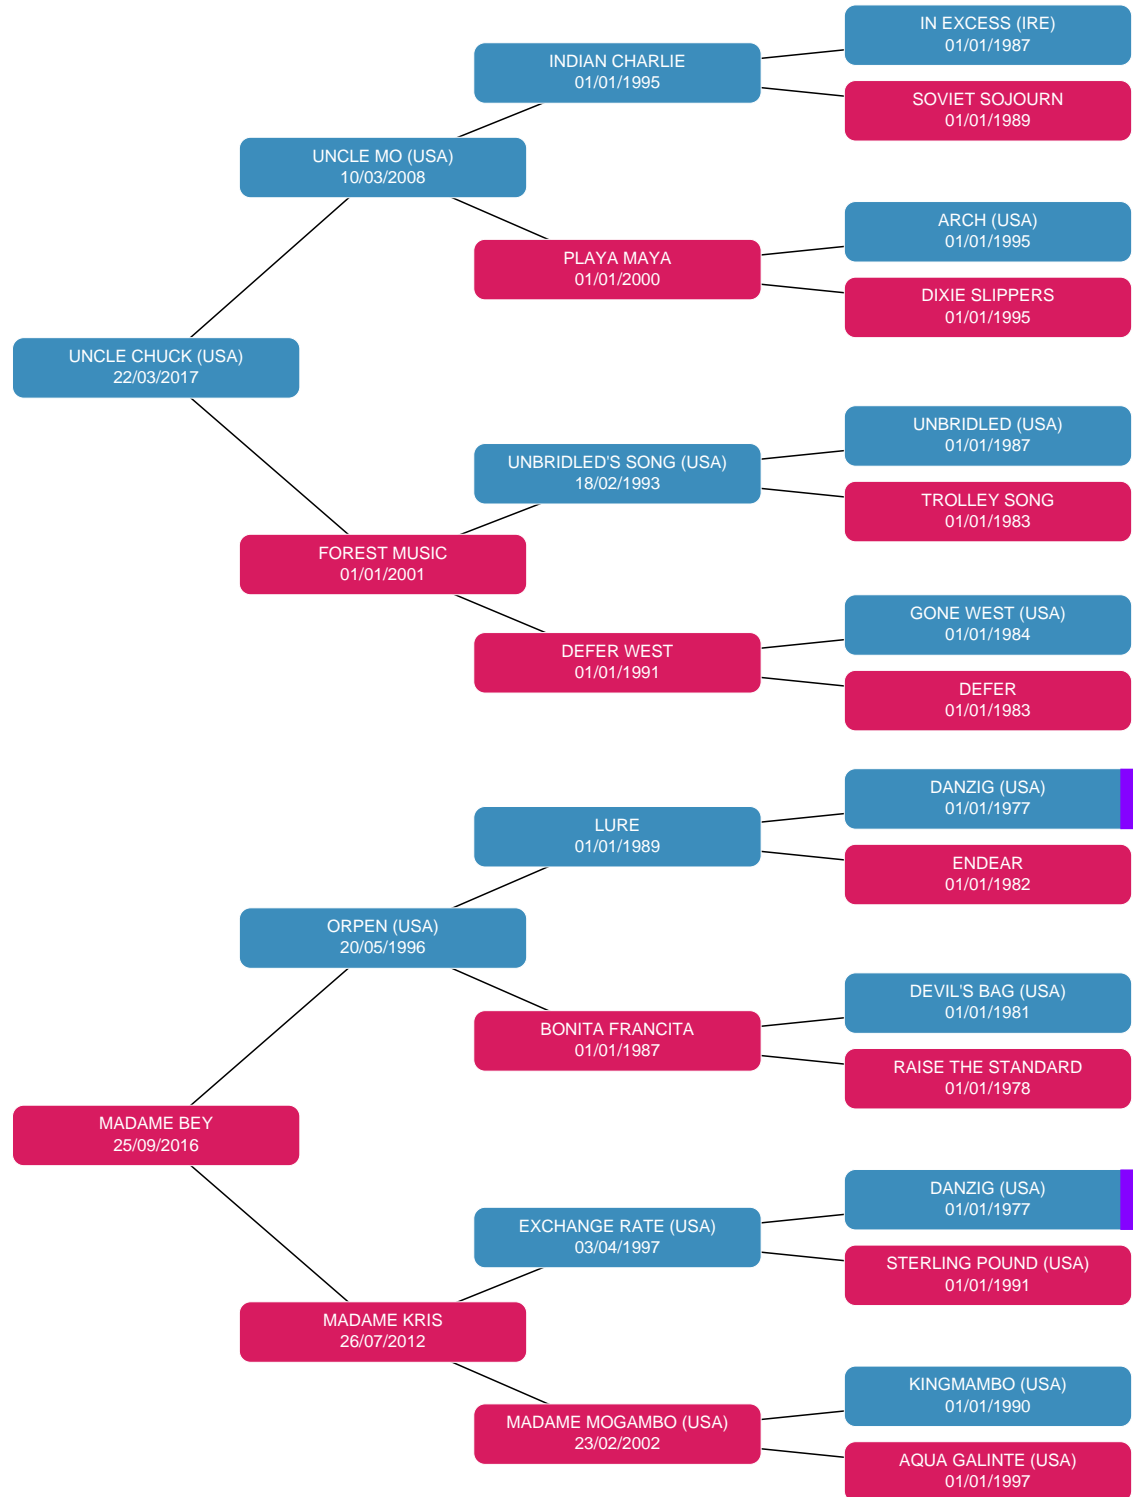 IN EXCESS (IRE)
01/01/1987
INDIAN CHARLIE
01/01/1995
SOVIET SOJOURN
01/01/1989
UNCLE MO (USA)
10/03/2008
ARCH (USA)
01/01/1995
PLAYA MAYA
01/01/2000
DIXIE SLIPPERS
01/01/1995
UNCLE CHUCK (USA)
22/03/2017
UNBRIDLED (USA)
01/01/1987
UNBRIDLED'S SONG (USA)
18/02/1993
TROLLEY SONG
01/01/1983
FOREST MUSIC
01/01/2001
GONE WEST (USA)
01/01/1984
DEFER WEST
01/01/1991
DEFER
01/01/1983
DANZIG (USA)
01/01/1977
LURE
01/01/1989
ENDEAR
01/01/1982
ORPEN (USA)
20/05/1996
DEVIL'S BAG (USA)
01/01/1981
BONITA FRANCITA
01/01/1987
RAISE THE STANDARD
01/01/1978
MADAME BEY
25/09/2016
DANZIG (USA)
01/01/1977
EXCHANGE RATE (USA)
03/04/1997
STERLING POUND (USA)
01/01/1991
MADAME KRIS
26/07/2012
KINGMAMBO (USA)
01/01/1990
MADAME MOGAMBO (USA)
23/02/2002
AQUA GALINTE (USA)
01/01/1997